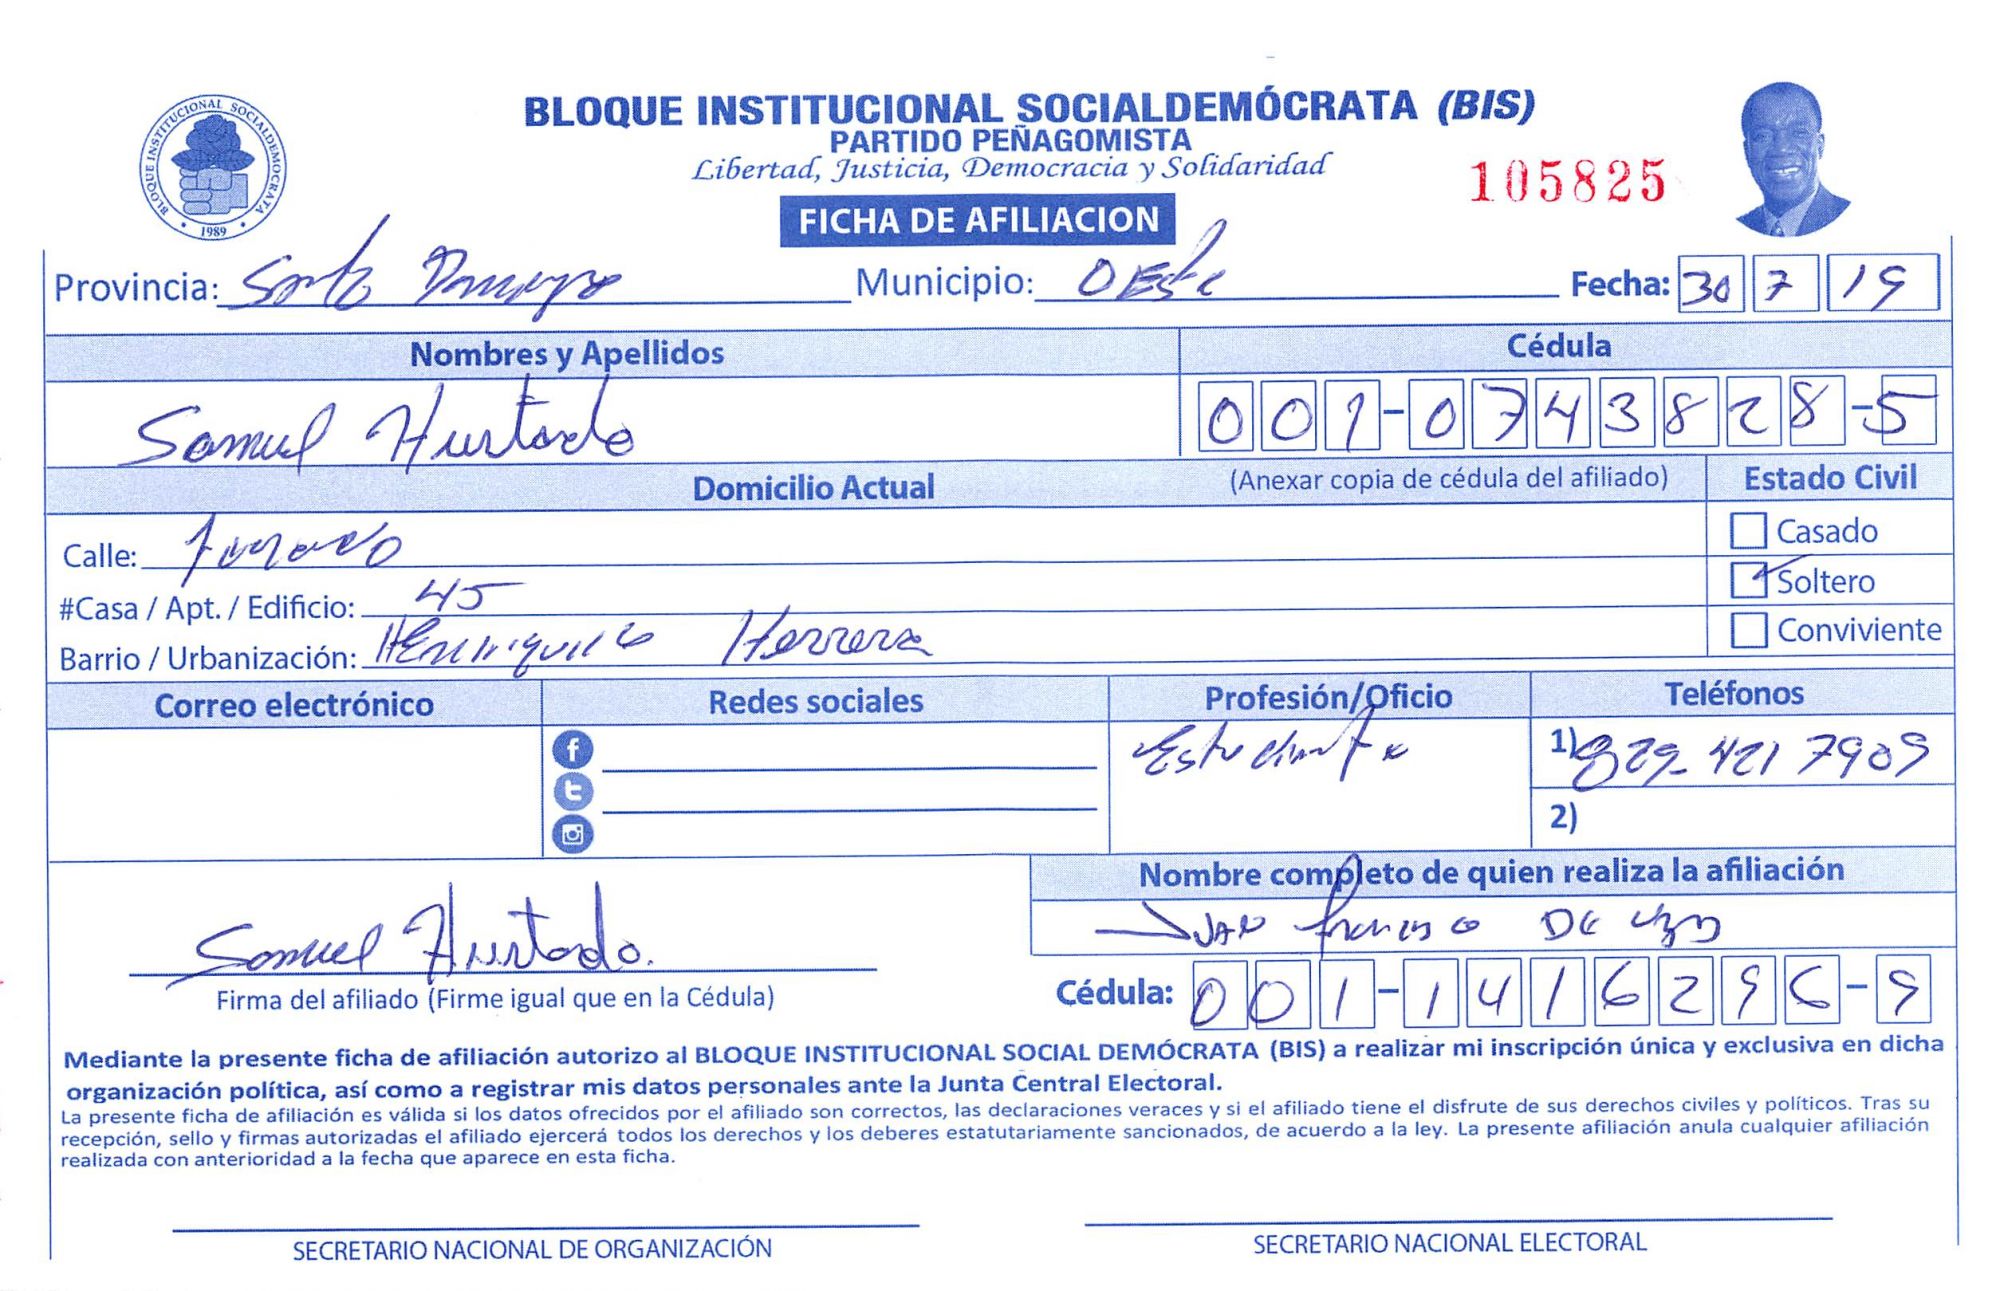 BLOQUE INSTITUCIONAL SOCIALDEMÓCRATA (BIS)
PARTIDO PEÑAGOMISTA
Libertad, Justicia, Democracia y Solidaridad
BLOQUE INSTITUCIONAL SOCIALDEMOCRATA
1989
105825
FICHA DE AFILIACION
Provincia: Santo Domingo Municipio: OESte Fecha: 30 7 19
Nombres y Apellidos Cédula
Samuel Hurtado 001-0743828-5
Domicilio Actual (Anexar copia de cédula del afiliado) Estado Civil
Calle: Casado
#Casa / Apt. / Edificio: 45 Soltero
Barrio / Urbanización: Herrera Conviviente
Correo electrónico Redes sociales Profesión/Oficio Teléfonos
Estudiante 1) 829-421 7909
2)
Nombre completo de quien realiza la afiliación
Samuel Hurtado. JUAN francisco DE
Firma del afiliado (Firme igual que en la Cédula) Cédula: 001-1416296-9
Mediante la presente ficha de afiliación autorizo al BLOQUE INSTITUCIONAL SOCIAL DEMÓCRATA (BIS) a realizar mi inscripción única y exclusiva en dicha
organización política, así como a registrar mis datos personales ante la Junta Central Electoral.
La presente ficha de afiliación es válida si los datos ofrecidos por el afiliado son correctos, las declaraciones veraces y si el afiliado tiene el disfrute de sus derechos civiles y políticos. Tras su
recepción, sello y firmas autorizadas el afiliado ejercerá todos los derechos y los deberes estatutariamente sancionados, de acuerdo a la ley. La presente afiliación anula cualquier afiliación
realizada con anterioridad a la fecha que aparece en esta ficha.
SECRETARIO NACIONAL DE ORGANIZACIÓN SECRETARIO NACIONAL ELECTORAL